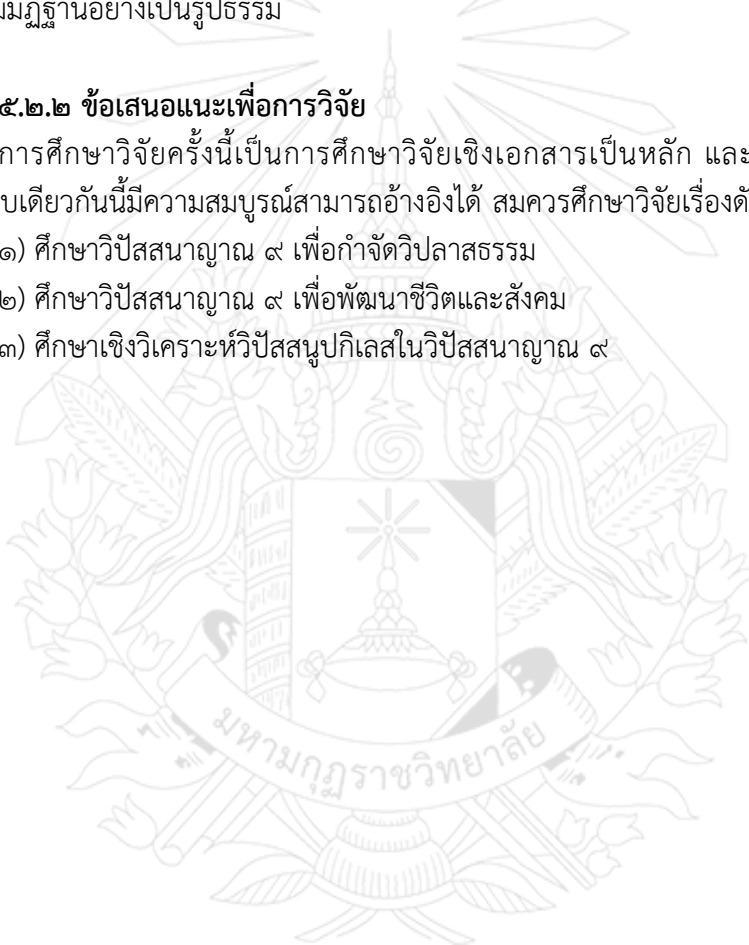 มมฏฐานอย่างเป็นรูปธรรม
๕.๒.๒ ข้อเสนอแนะเพื่อการวิจัย
การศึกษาวิจัยครั้งนี้เป็นการศึกษาวิจัยเชิงเอกสารเป็นหลัก และ
บเดียวกันนี้มีความสมบูรณ์สามารถอ้างอิงได้ สมควรศึกษาวิจัยเรื่องดั
๑) ศึกษาวิปัสสนาญาณ ๙ เพื่อกำจัดวิปลาสธรรม
๒) ศึกษาวิปัสสนาญาณ ๙ เพื่อพัฒนาชีวิตและสังคม
๓) ศึกษาเชิงวิเคราะห์วิปัสสนูปกิเลสในวิปัสสนาญาณ ๙
มหามกุฏราชวิทยาลัย